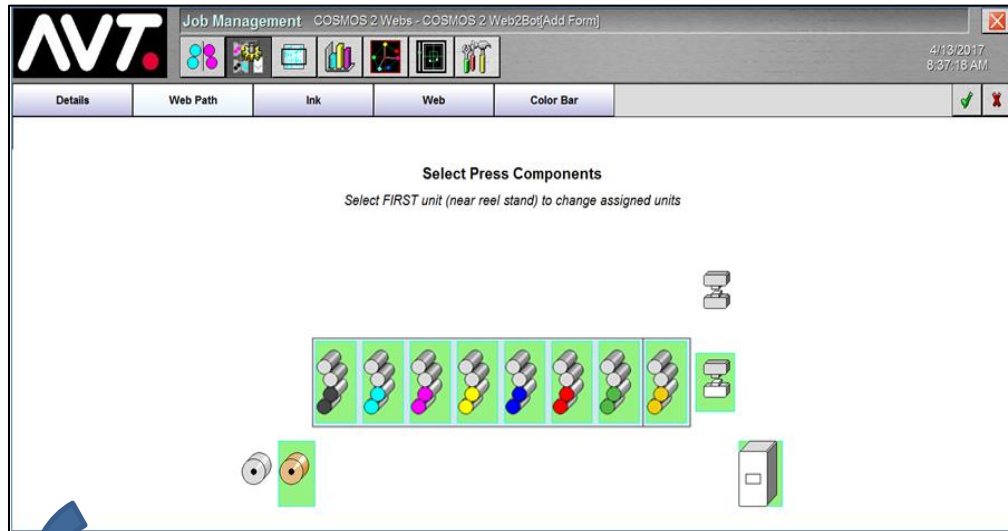 AVT.
Job Management COSMOS 2 Webs - COSMOS 2 Web2Bot[Add Form]
4/13/2017
8:37:18 AM
Details Web Path Ink Web Color Bar
Select Press Components
Select FIRST unit (near reel stand) to change assigned units